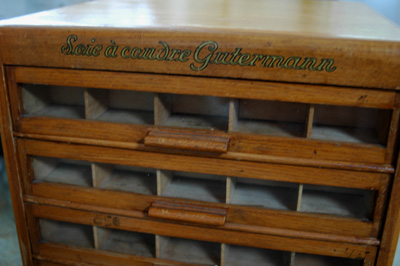 Soie à coudre Gütermann